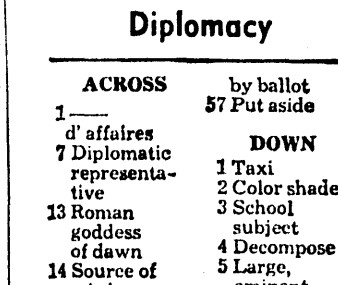 Diplomacy
ACROSS
1 ——
d' affaires
7 Diplomatic
representa-
tive
13 Roman
goddess
of dawn
14 Source of
by ballot
57 Put aside
DOWN
1 Taxi
2 Color shade
3 School
subject
4 Decompose
5 Large,
eminent